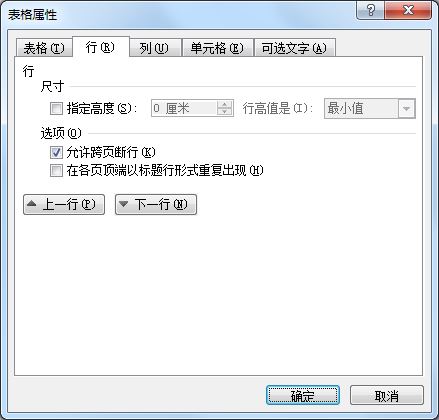 表格属性
表格(T) 行(R) 列(U) 单元格(E) 可选文字(A)
行
尺寸
指定高度(S): 0 厘米 行高值是(I): 最小值
选项(O)
允许跨页断行(K)
在各页顶端以标题行形式重复出现(H)
上一行(P) 下一行(N)
确定 取消